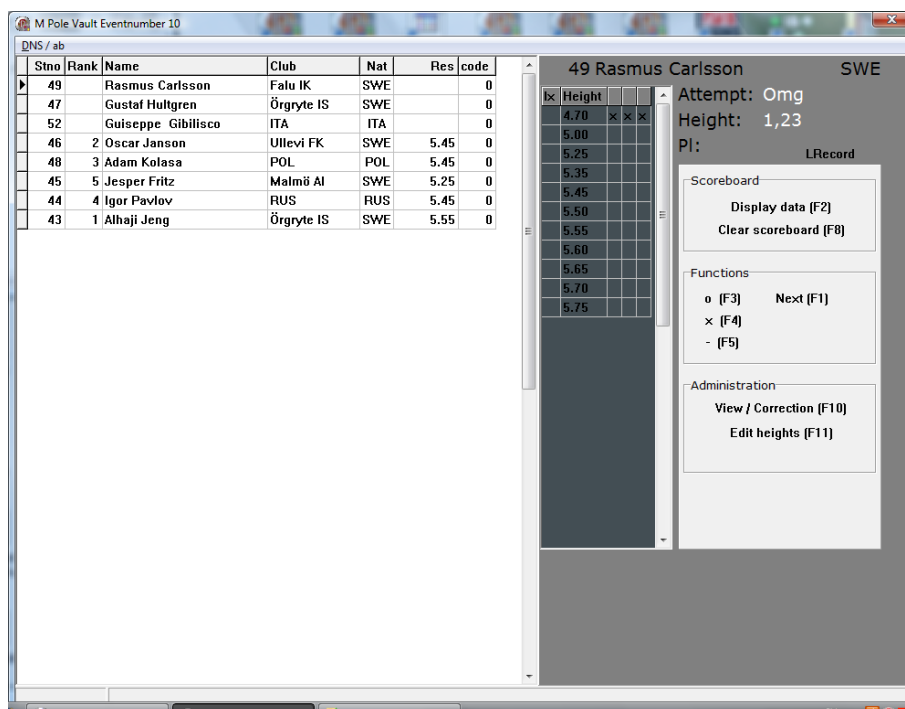 M Pole Vault Eventnumber 10
DNS / ab
Stno Rank Name Club Nat Res code
49 Rasmus Carlsson Falu IK SWE 0
47 Gustaf Hultgren Örgryte IS SWE 0
52 Guiseppe Gibilisco ITA ITA 0
46 2 Oscar Janson Ullevi FK SWE 5.45 0
48 3 Adam Kolasa POL POL 5.45 0
45 5 Jesper Fritz Malmö AI SWE 5.25 0
44 4 Igor Pavlov RUS RUS 5.45 0
43 1 Alhaji Jeng Örgryte IS SWE 5.55 0
49 Rasmus Carlsson SWE
Ix Height
4.70 x x x
5.00
5.25
5.35
5.45
5.50
5.55
5.60
5.65
5.70
5.75
Attempt: Omg
Height: 1,23
Pl:
LRecord
Scoreboard
Display data (F2)
Clear scoreboard (F8)
Functions
o (F3) Next (F1)
x (F4)
- (F5)
Administration
View / Correction (F10)
Edit heights (F11)